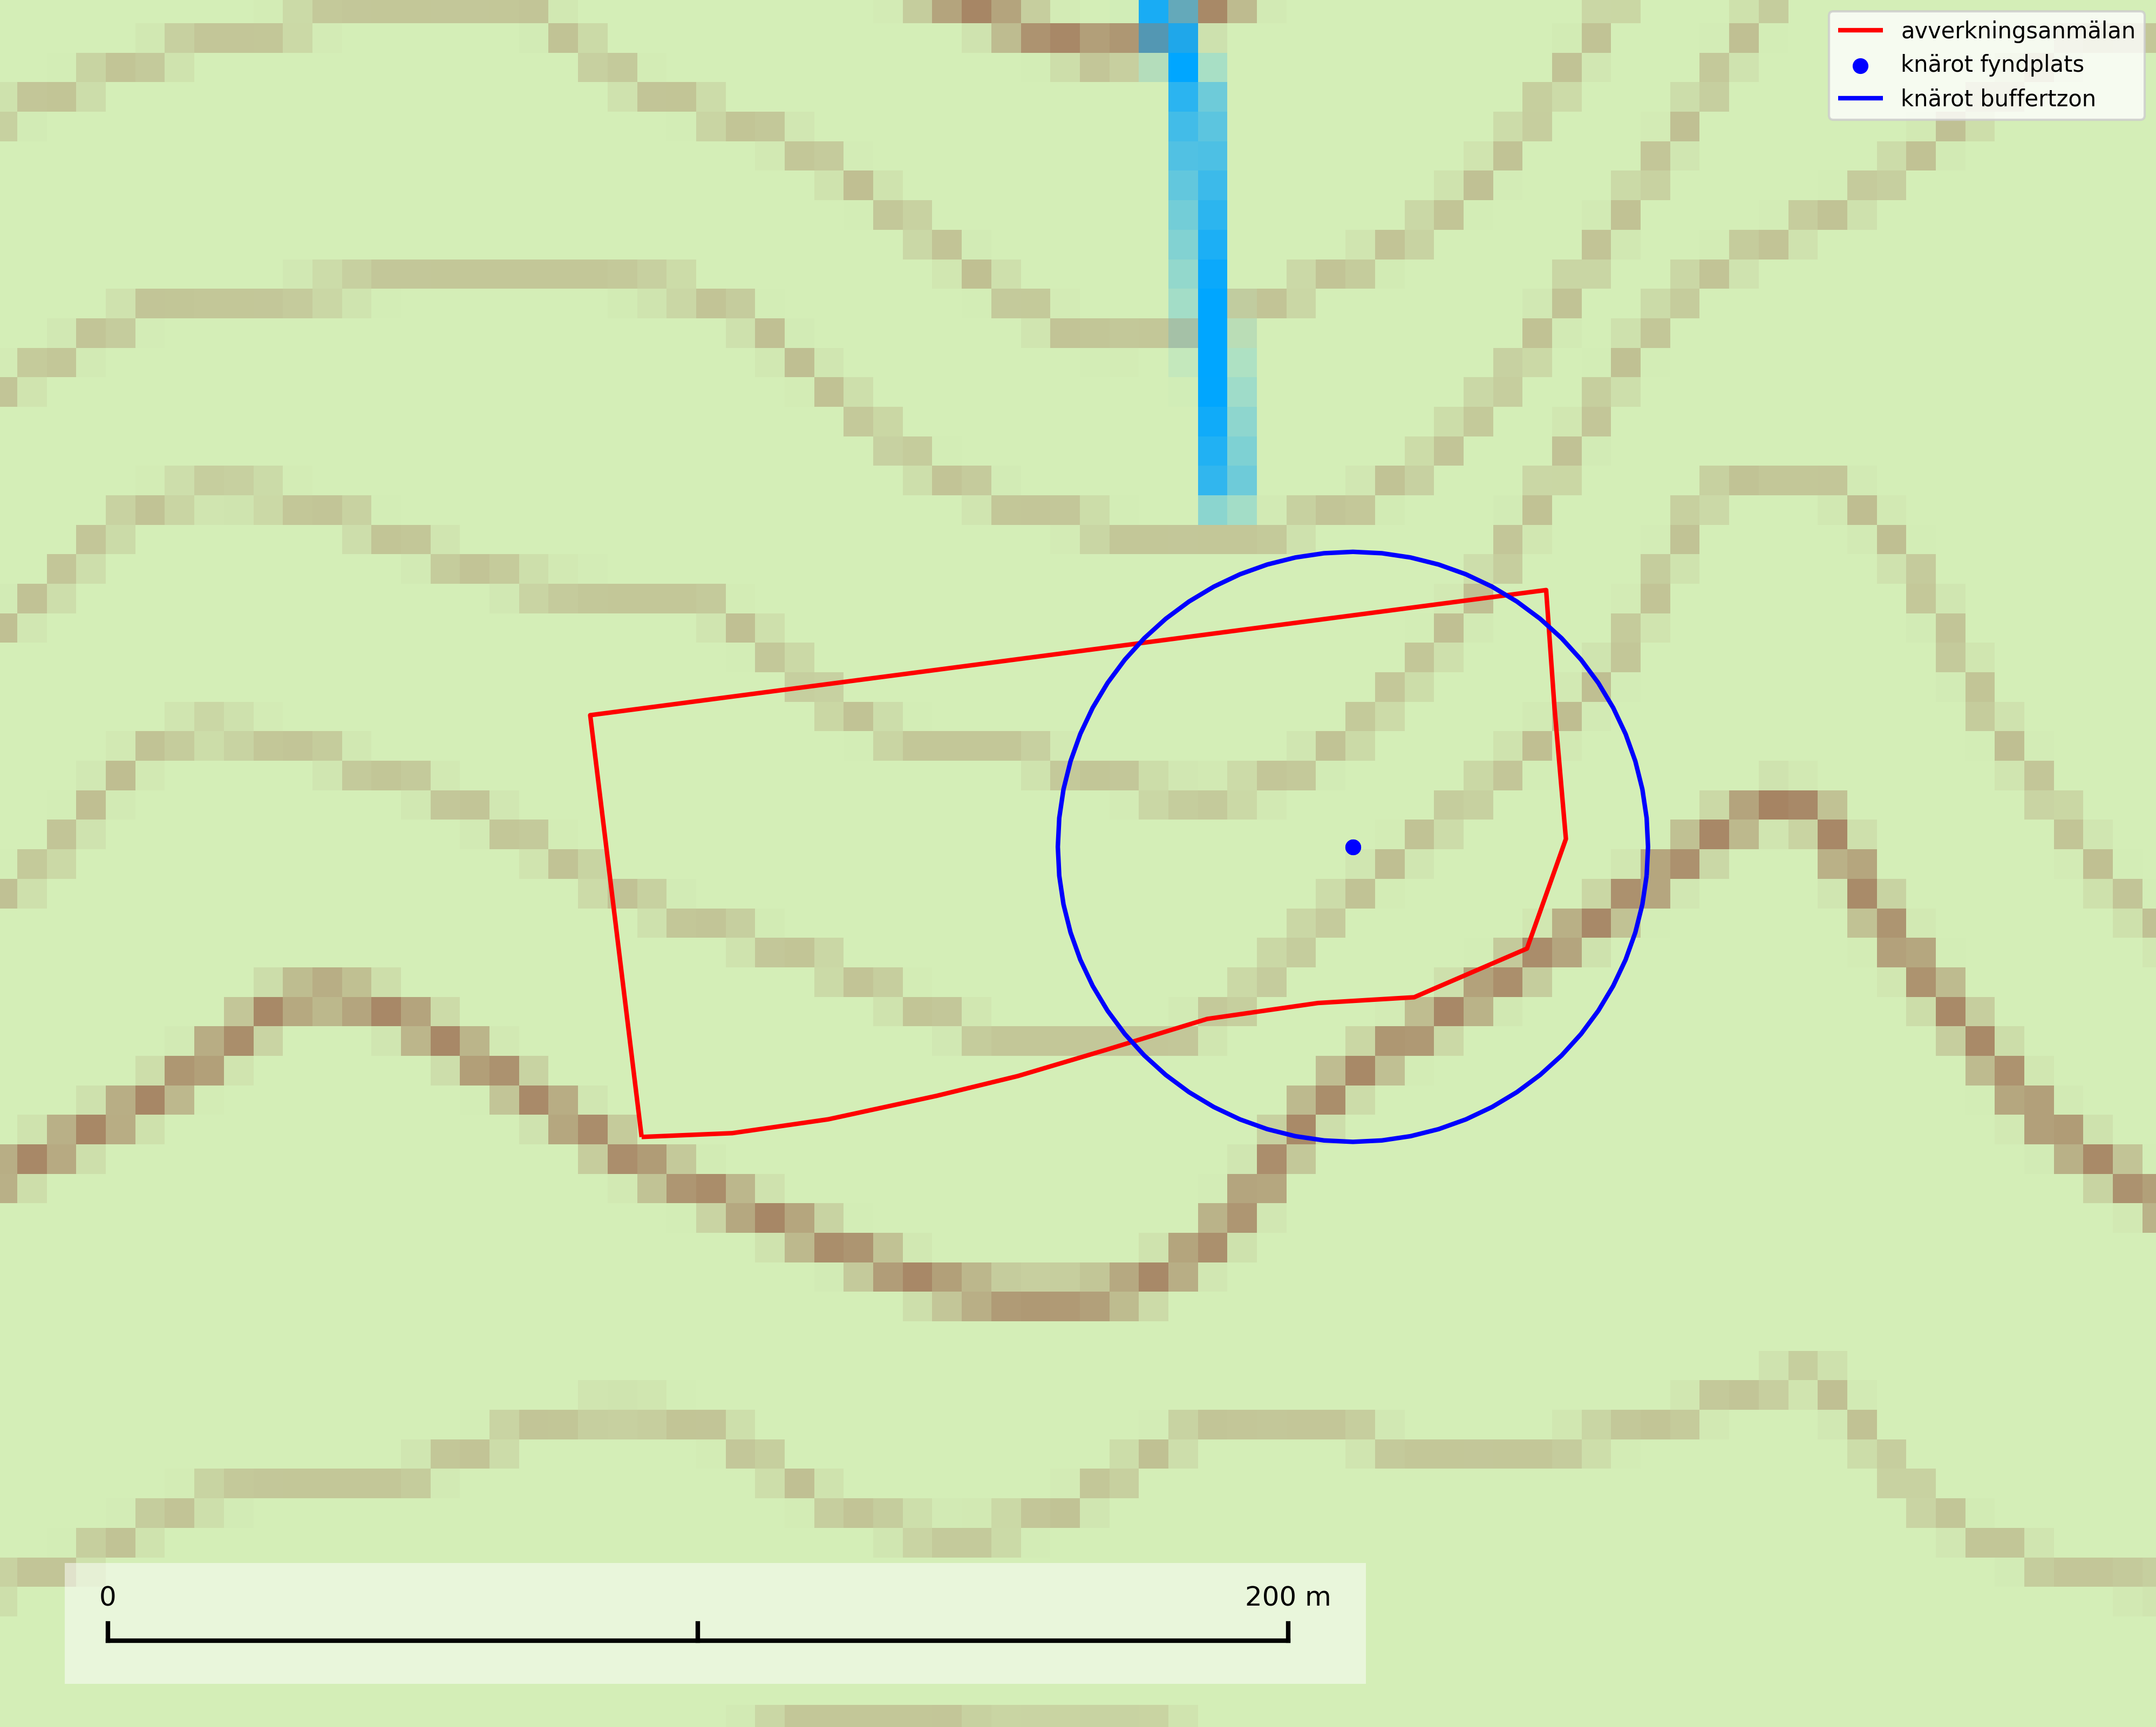 avverkningsanmälan
knärot fyndplats
knärot buffertzon
0
200 m